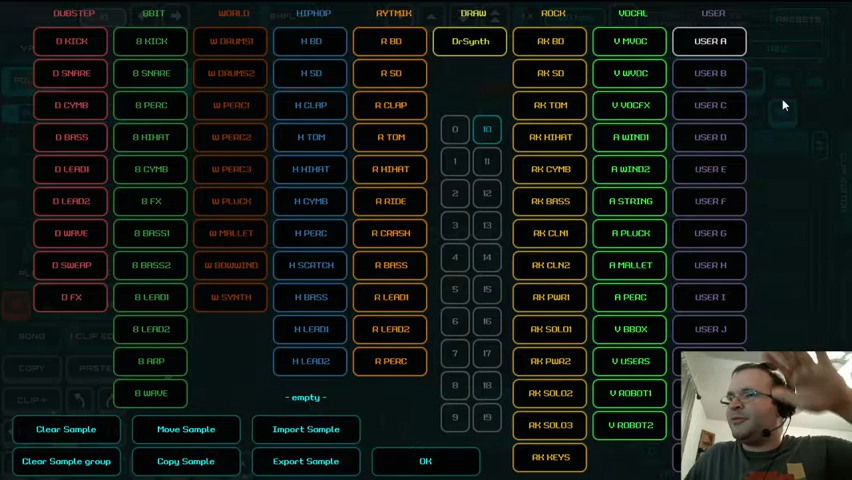 DUBSTEP 8BIT WORLD HIPHOP RYTMIX DRAW ROCK VOCAL USER
D KICK 8 KICK W DRUMS1 H BD R BD DrSynth RK BD V MVOC USER A
D SNARE 8 SNARE W DRUMS2 H SD R SD RK SD V WVOC USER B
D CYMB 8 PERC W PERC1 H CLAP R CLAP RK TOM V VOCFX USER C
D BASS 8 HIHAT W PERC2 H TOM R TOM 0 10 RK HIHAT A WIND1 USER D
D LEAD1 8 CYMB W PERC3 H HIHAT R HIHAT 1 11 RK CYMB A WIND2 USER E
D LEAD2 8 FX W PLUCK H CYMB R RIDE 2 12 RK BASS A STRING USER F
D WAVE 8 BASS1 W MALLET H PERC R CRASH 3 13 RK CLN1 A PLUCK USER G
D SWEAP 8 BASS2 W BOWWIND H SCRTCH R BASS 4 14 RK CLN2 A MALLET USER H
D FX 8 LEAD1 W SYNTH H BASS R LEAD1 5 15 RK PWR1 A PERC USER I
8 LEAD2 H LEAD1 R LEAD2 6 16 RK SOLO1 V BBOX USER J
8 ARP H LEAD2 R PERC 7 17 RK PWR2 V USERS
8 WAVE - empty - 8 18 RK SOLO2 V ROBOT1
Clear Sample Move Sample Import Sample 9 19 RK SOLO3 V ROBOT2
Clear Sample group Copy Sample Export Sample OK RK KEYS
PRESETS
SONG
COPY PASTE
CLIP+